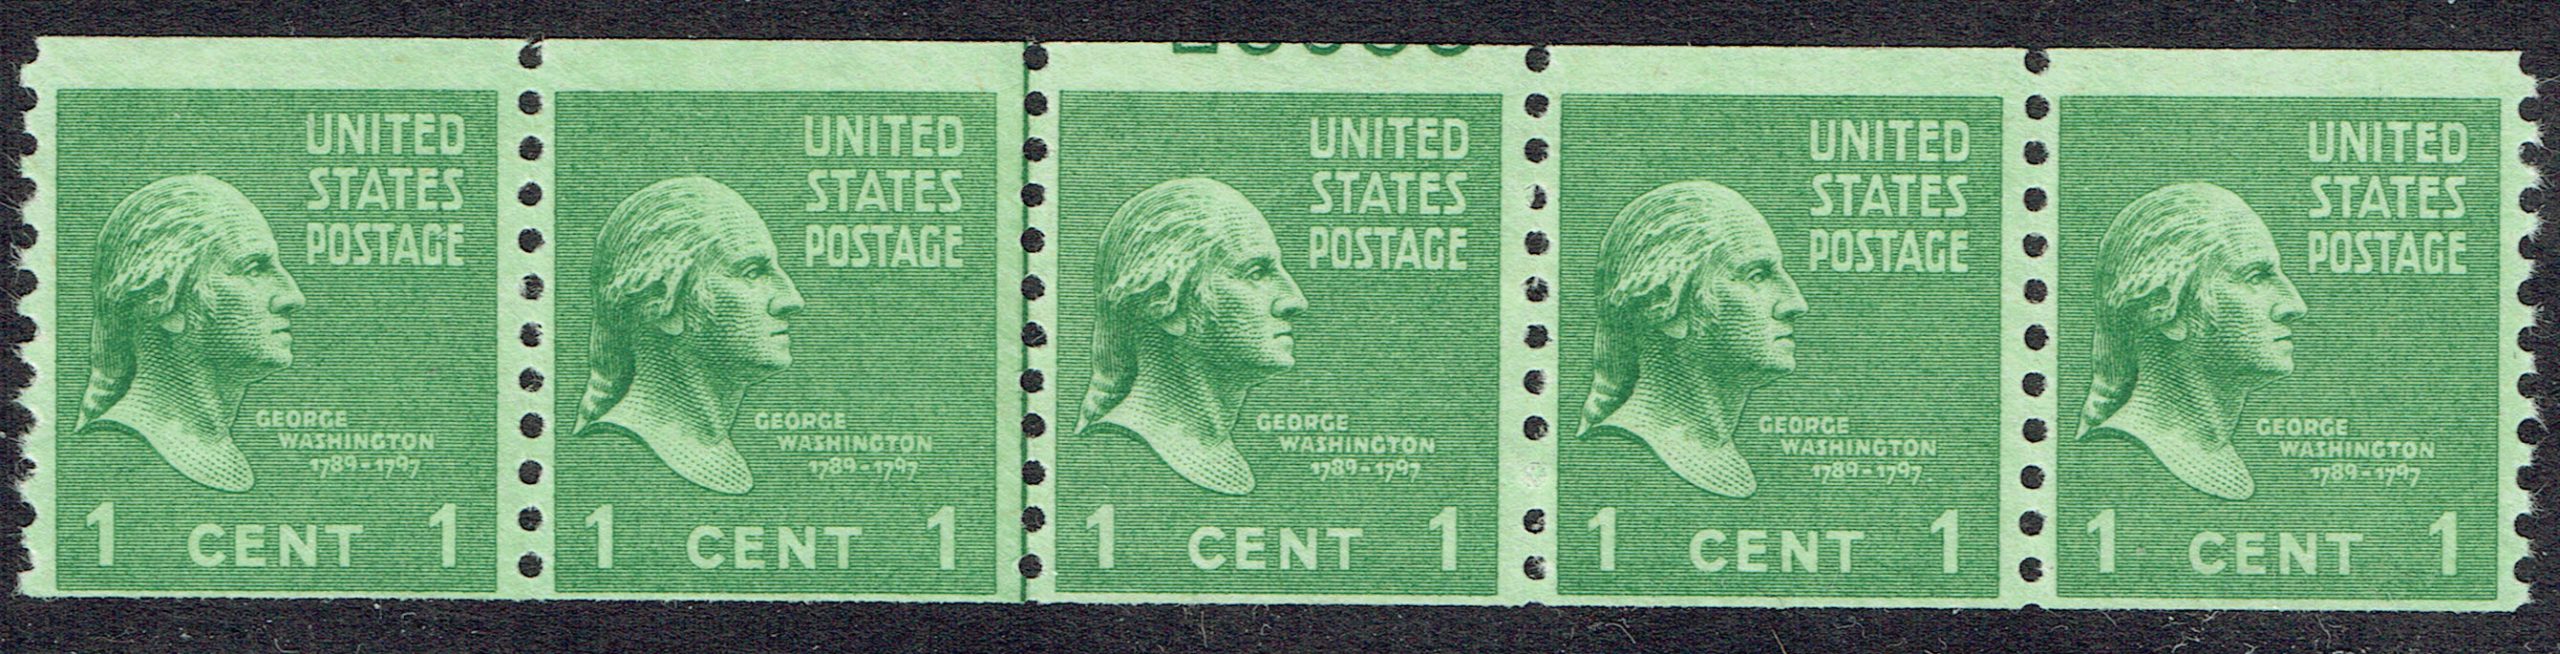 UNITED
STATES
POSTAGE
GEORGE
WASHINGTON
1789-1797
1 CENT 1
UNITED
STATES
POSTAGE
GEORGE
WASHINGTON
1789-1797
1 CENT 1
UNITED
STATES
POSTAGE
GEORGE
WASHINGTON
1789-1797
1 CENT 1
UNITED
STATES
POSTAGE
GEORGE
WASHINGTON
1789-1797
1 CENT 1
UNITED
STATES
POSTAGE
GEORGE
WASHINGTON
1789-1797
1 CENT 1